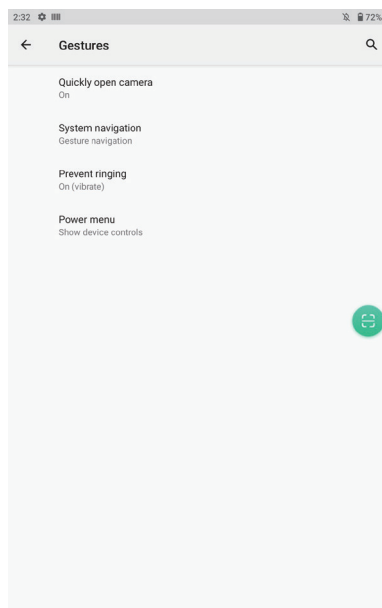 2:32 72%
Gestures
Quickly open camera
On
System navigation
Gesture navigation
Prevent ringing
On (vibrate)
Power menu
Show device controls